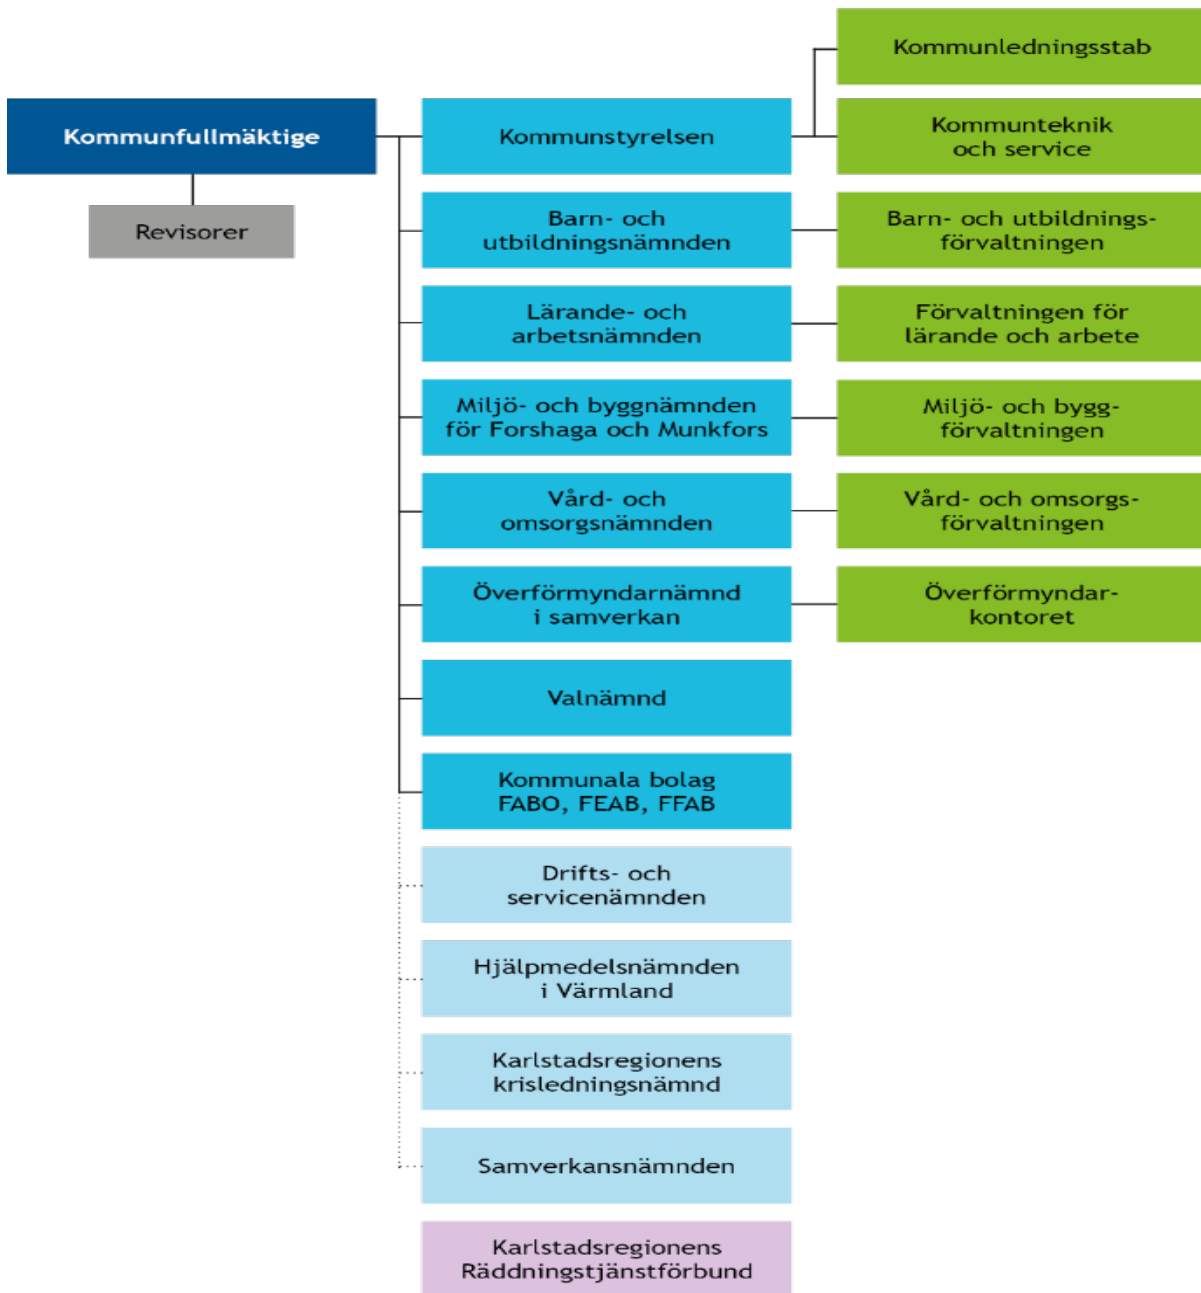 Kommunledningsstab
Kommunfullmäktige
Kommunstyrelsen
Kommunteknik
och service
Revisorer
Barn- och
utbildningsnämnden
Barn- och utbildnings-
förvaltningen
Lärande- och
arbetsnämnden
Förvaltningen för
lärande och arbete
Miljö- och byggnämnden
för Forshaga och Munkfors
Miljö- och bygg-
förvaltningen
Vård- och
omsorgsnämnden
Vård- och omsorgs-
förvaltningen
Överförmyndarnämnd
i samverkan
Överförmyndar-
kontoret
Valnämnd
Kommunala bolag
FABO, FEAB, FFAB
Drifts- och
servicenämnden
Hjälpmedelsnämnden
i Värmland
Karlstadsregionens
krisledningsnämnd
Samverkansnämnden
Karlstadsregionens
Räddningstjänstförbund